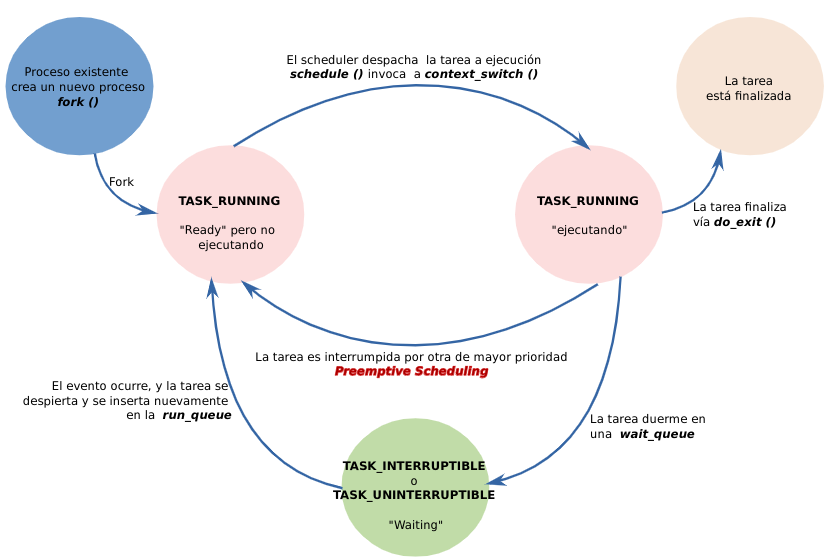 Proceso existente
crea un nuevo proceso
fork ()
El scheduler despacha la tarea a ejecución
schedule () invoca a context_switch ()
La tarea
está finalizada
Fork
TASK_RUNNING
"Ready" pero no
ejecutando
TASK_RUNNING
"ejecutando"
La tarea finaliza
vía do_exit ()
La tarea es interrumpida por otra de mayor prioridad
Preemptive Scheduling
El evento ocurre, y la tarea se
despierta y se inserta nuevamente
en la run_queue
La tarea duerme en
una wait_queue
TASK_INTERRUPTIBLE
o
TASK_UNINTERRUPTIBLE
"Waiting"